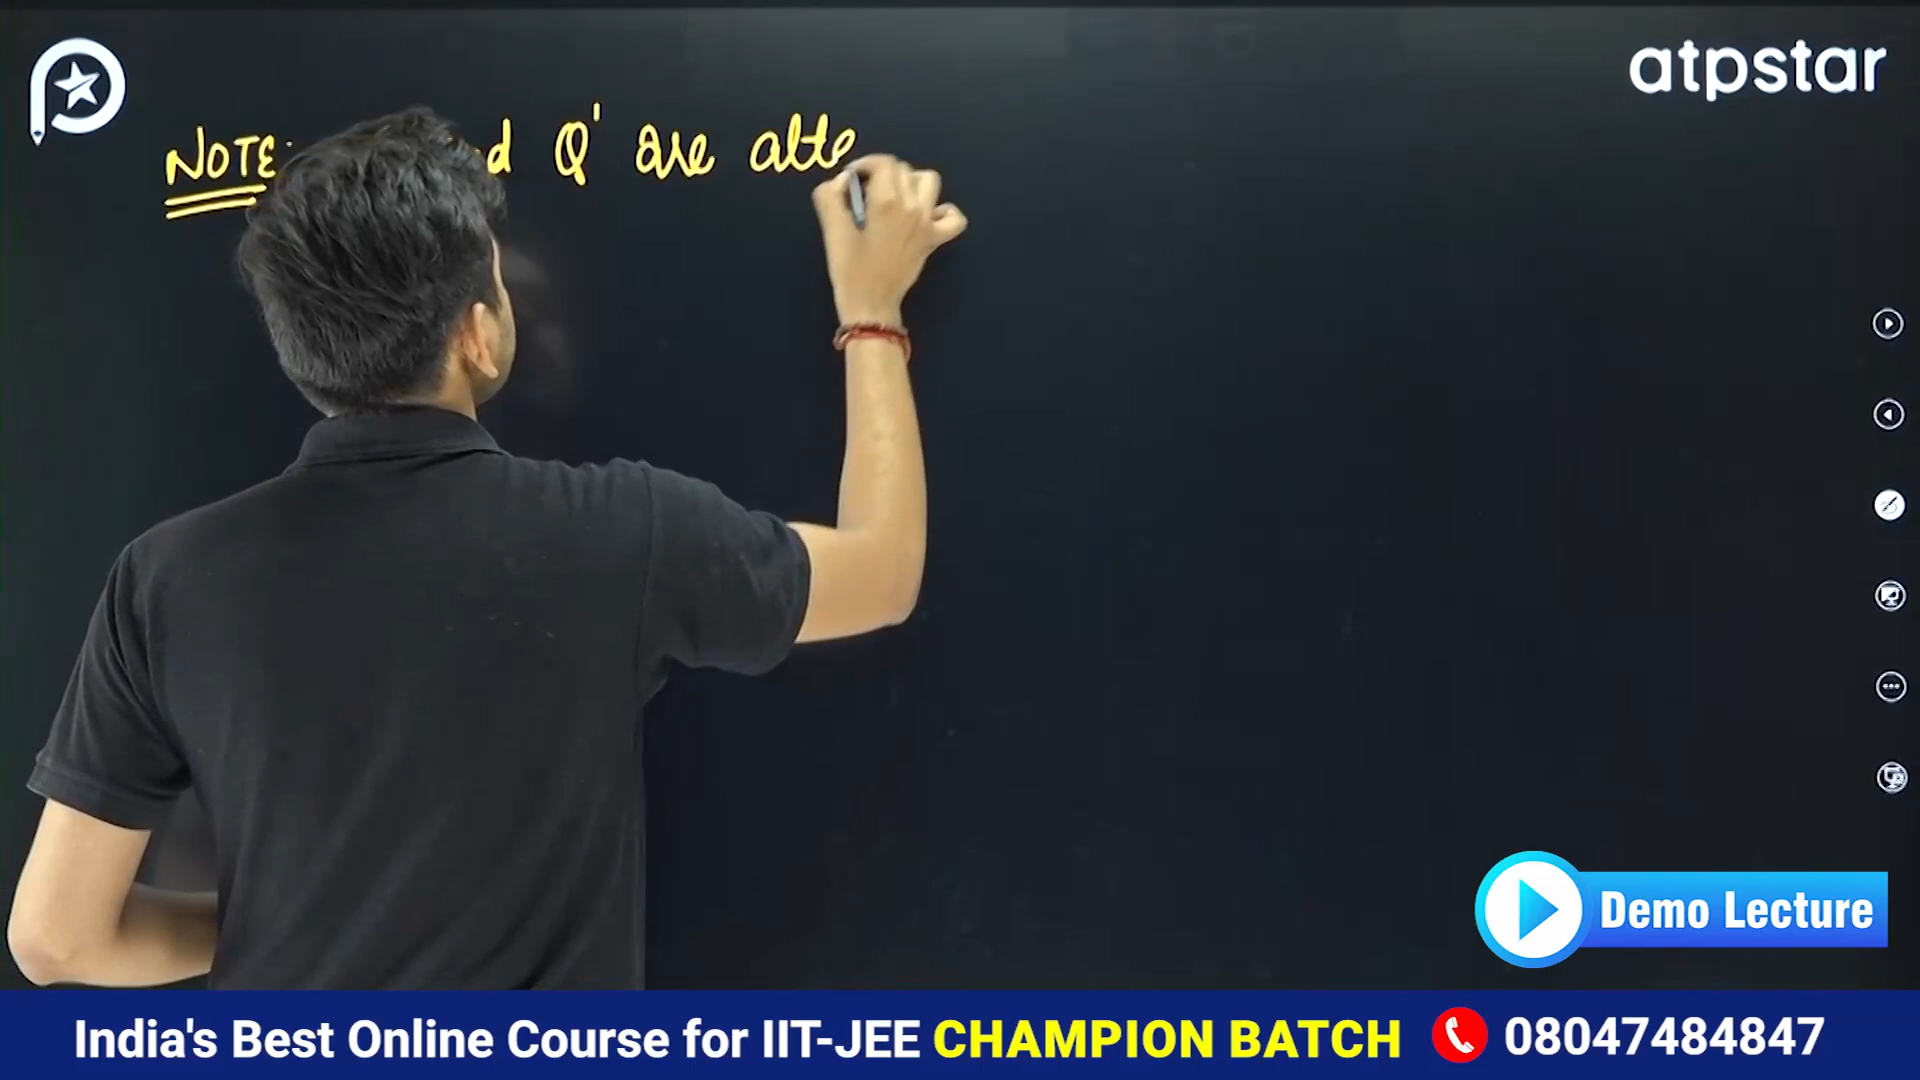 atpstar
NOTE: d Q' are alte
Demo Lecture
India's Best Online Course for IIT-JEE CHAMPION BATCH 08047484847